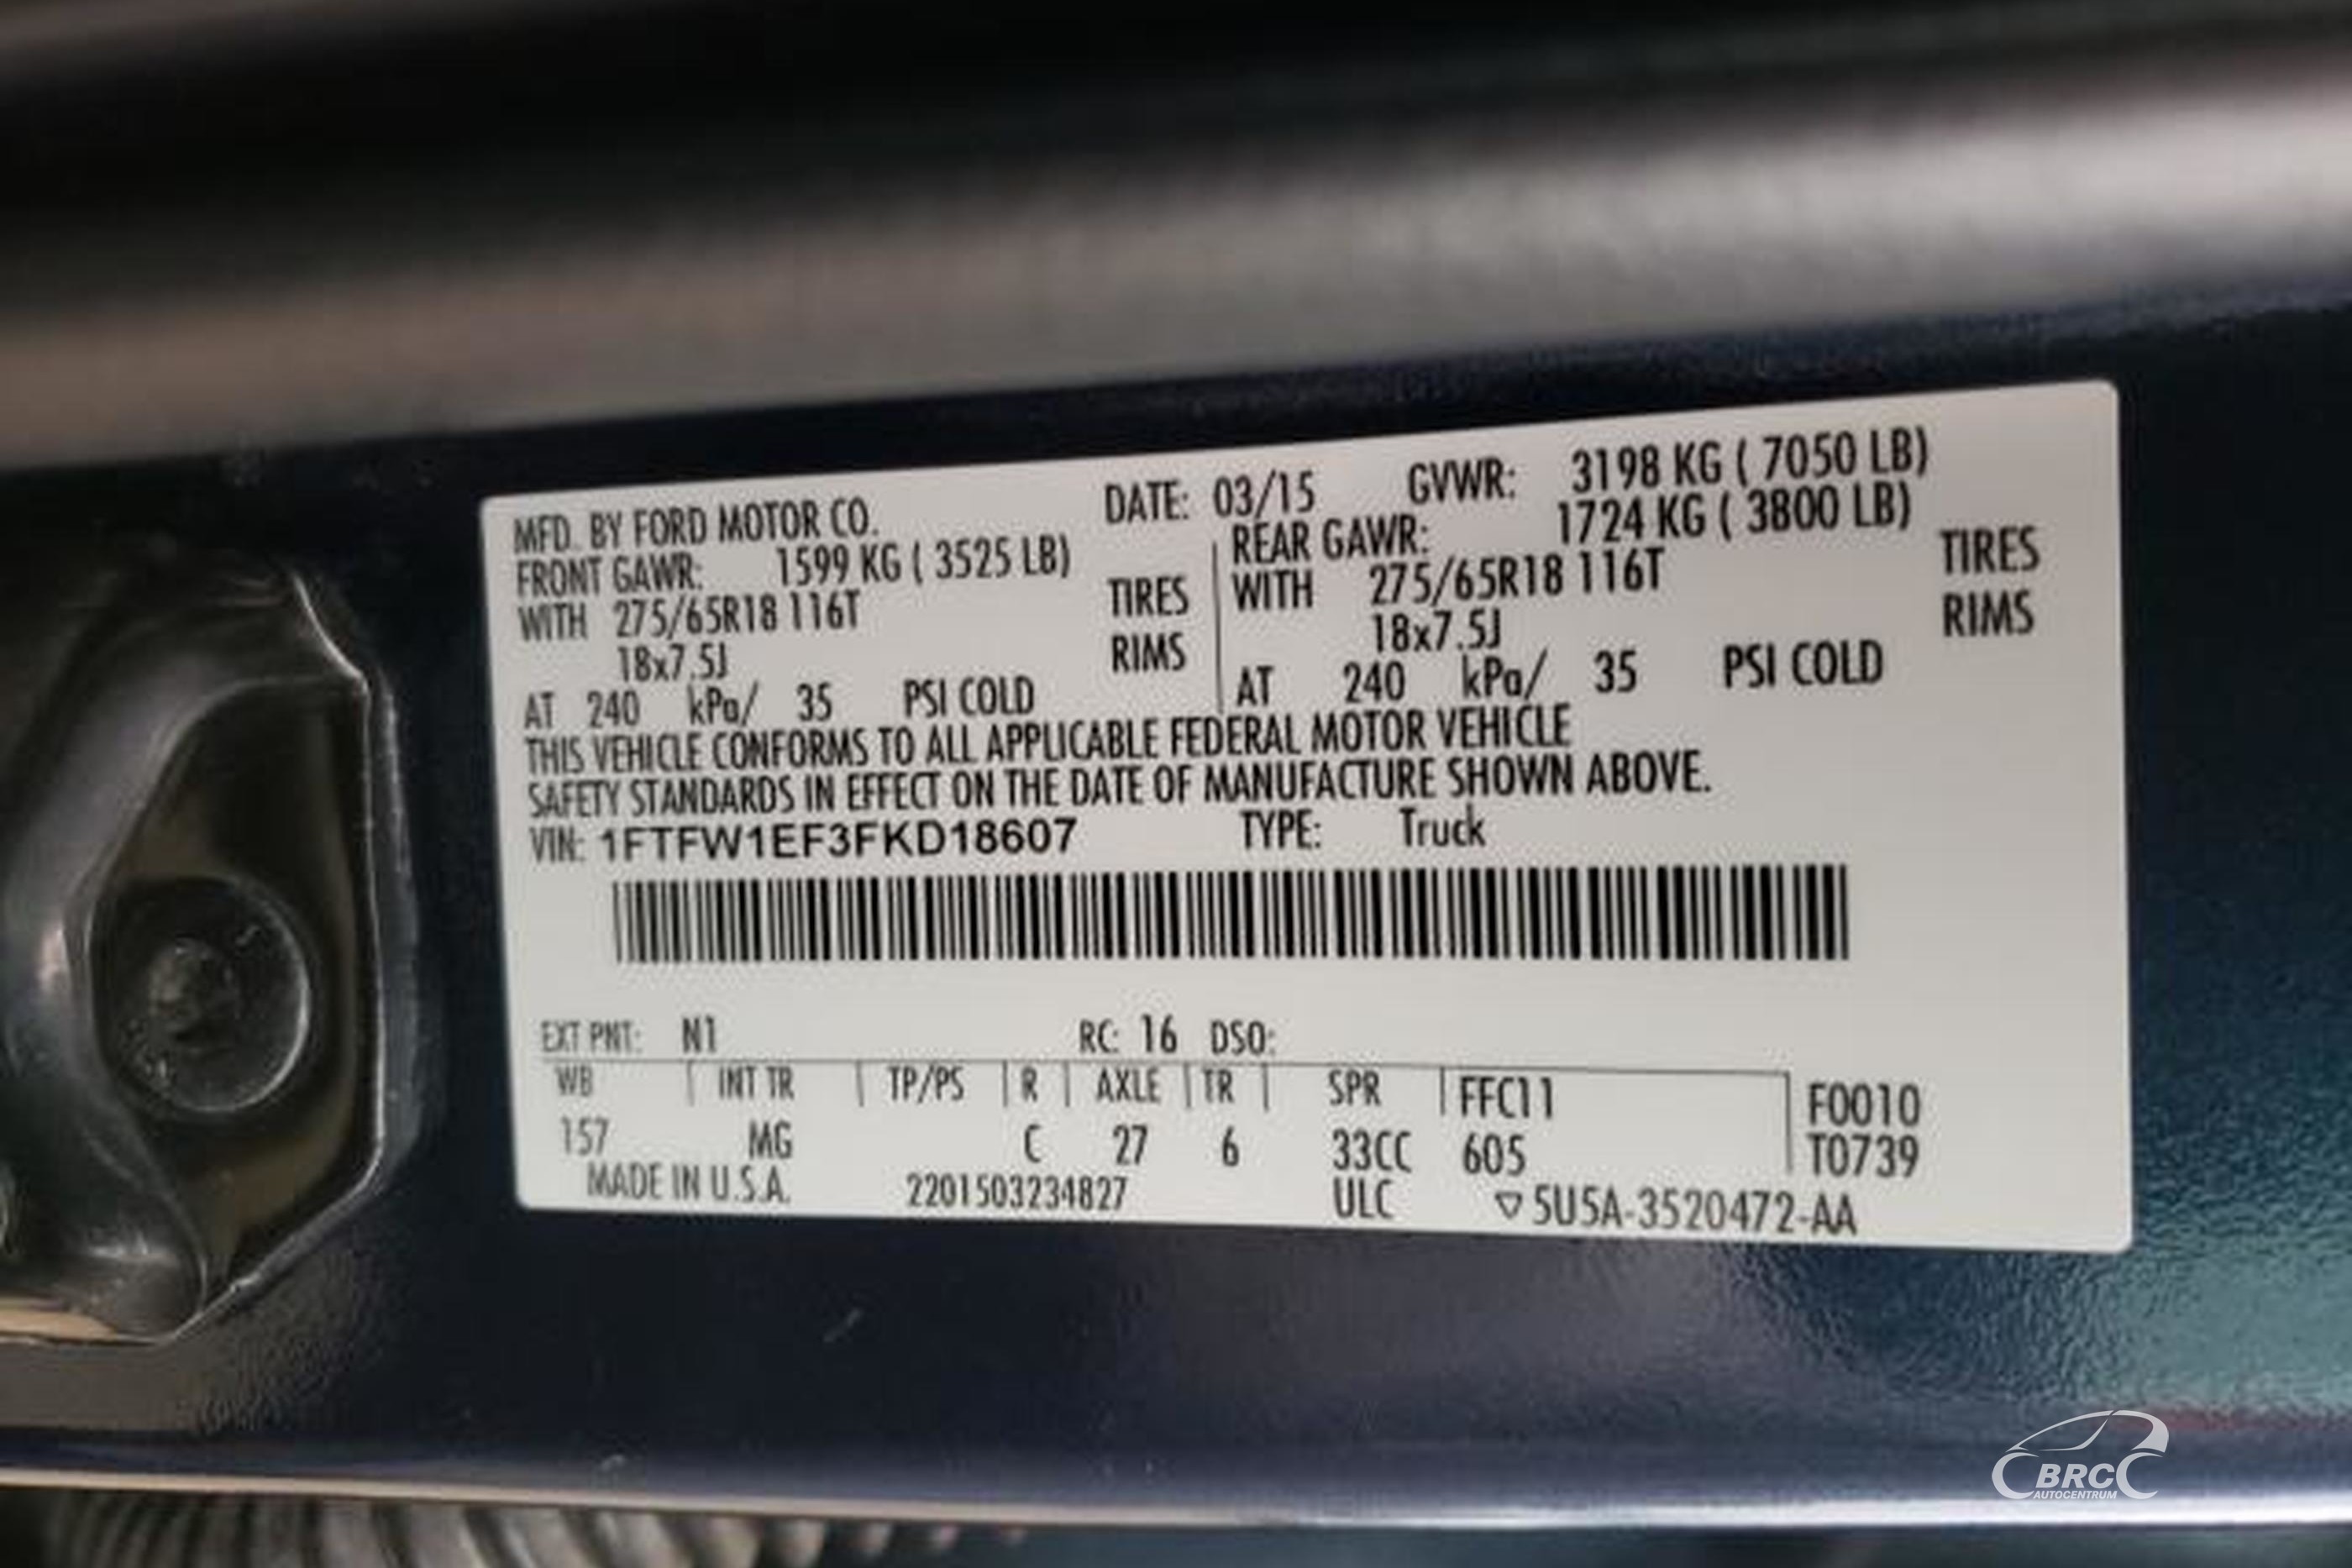 MFD. BY FORD MOTOR CO. DATE: 03/15 GVWR: 3198 KG ( 7050 LB)
FRONT GAWR: 1599 KG ( 3525 LB) REAR GAWR: 1724 KG ( 3800 LB)
WITH 275/65R18 116T TIRES WITH 275/65R18 116T TIRES
18x7.5J RIMS 18x7.5J RIMS
AT 240 kPa/ 35 PSI COLD AT 240 kPa/ 35 PSI COLD
THIS VEHICLE CONFORMS TO ALL APPLICABLE FEDERAL MOTOR VEHICLE
SAFETY STANDARDS IN EFFECT ON THE DATE OF MANUFACTURE SHOWN ABOVE.
VIN: 1FTFW1EF3FKD18607 TYPE: Truck
EXT PNT: N1 RC: 16 DSO:
WB INT TR TP/PS R AXLE TR SPR FFC11 F0010
157 MG C 27 6 33CC 605 T0739
MADE IN U.S.A. 2201503234827 ULC ▽5U5A-3520472-AA
BRC
AUTOCENTRUM